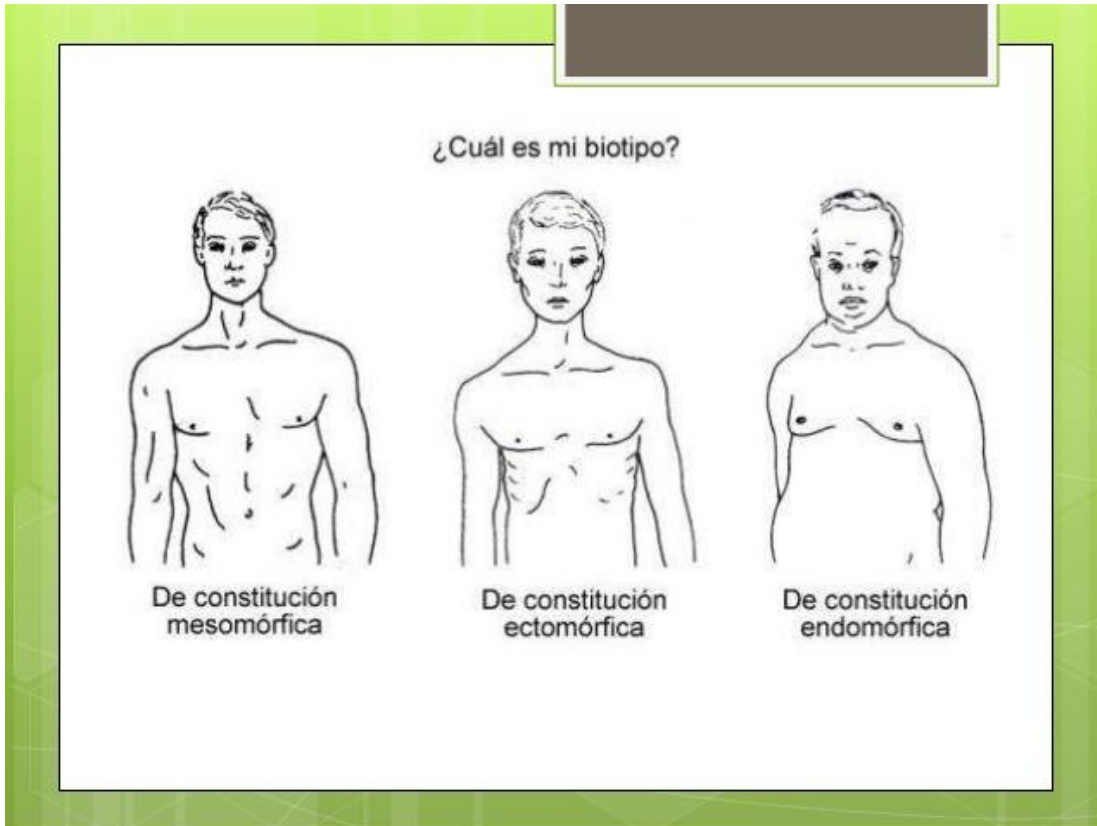 ¿Cuál es mi biotipo?
De constitución
mesomórfica
De constitución
ectomórfica
De constitución
endomórfica